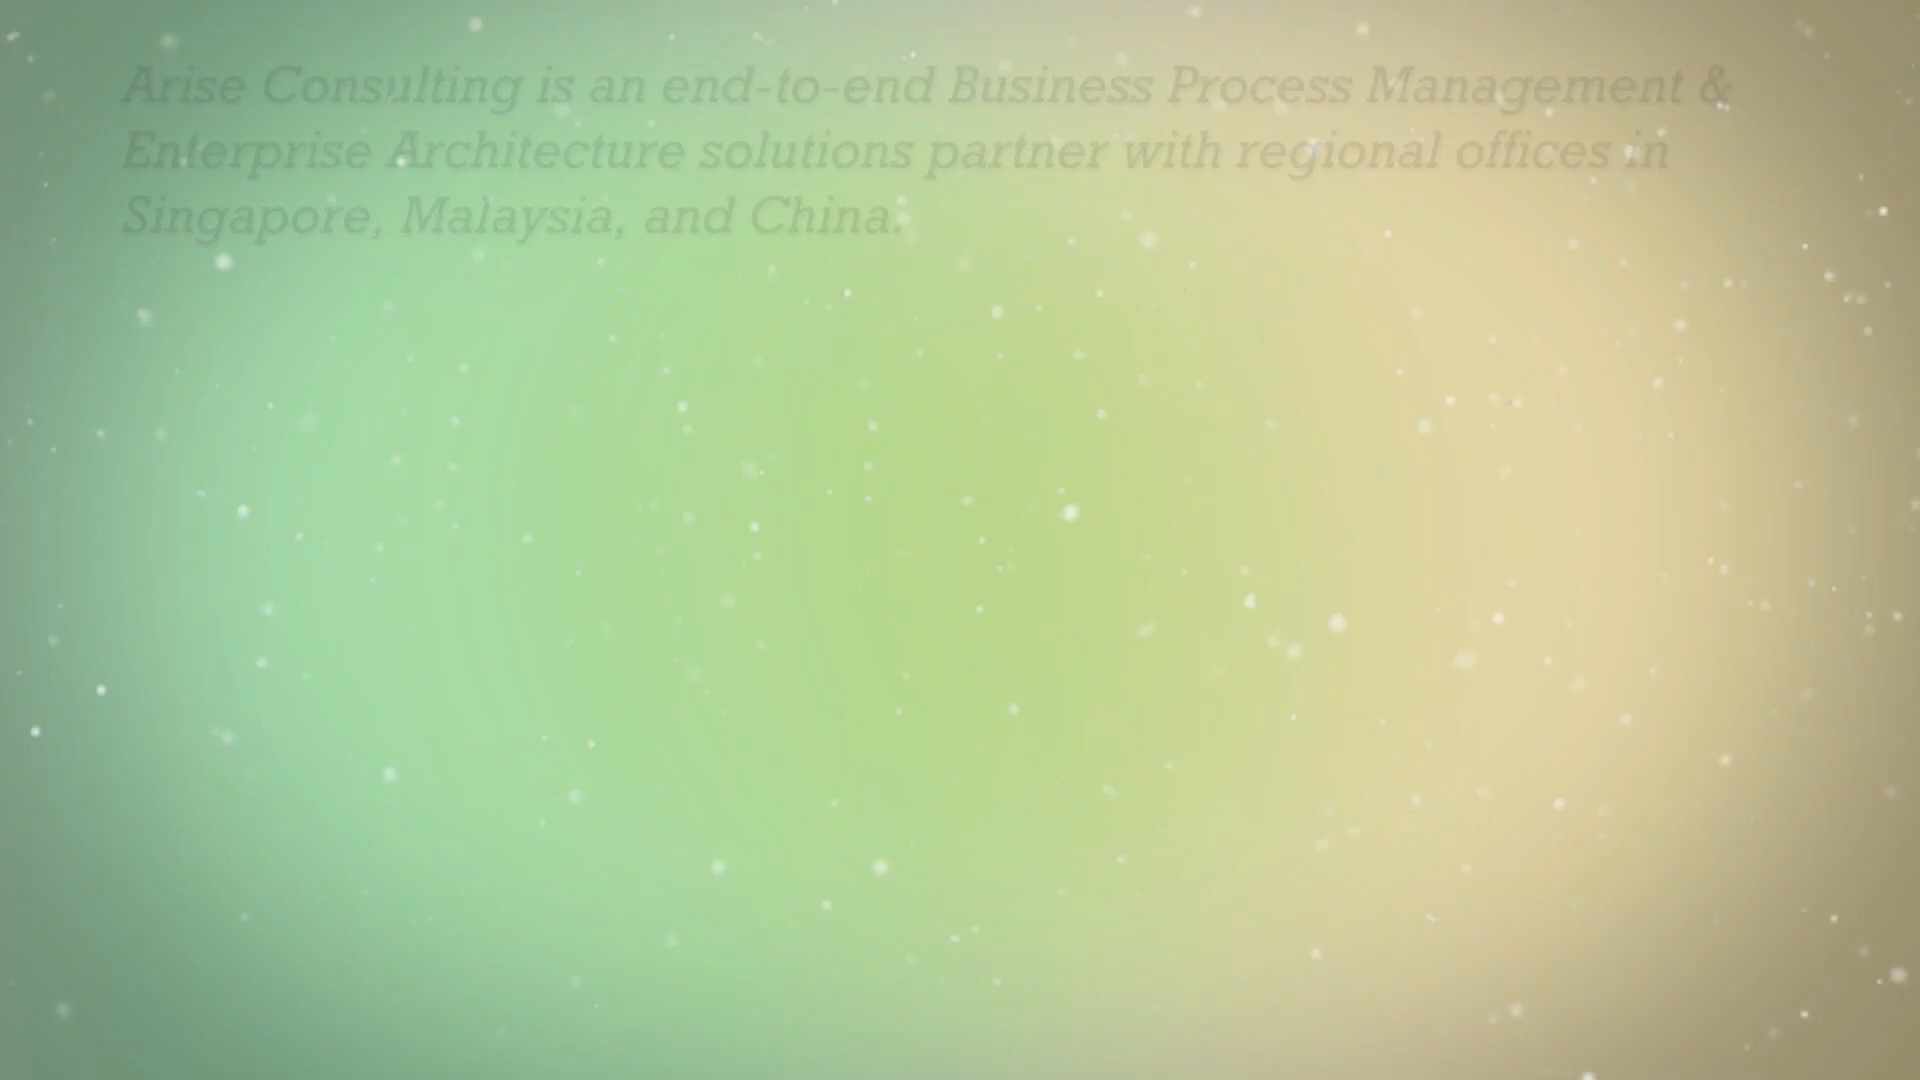 Arise Consulting is an end-to-end Business Process Management &
Enterprise Architecture solutions partner with regional offices in
Singapore, Malaysia, and China.